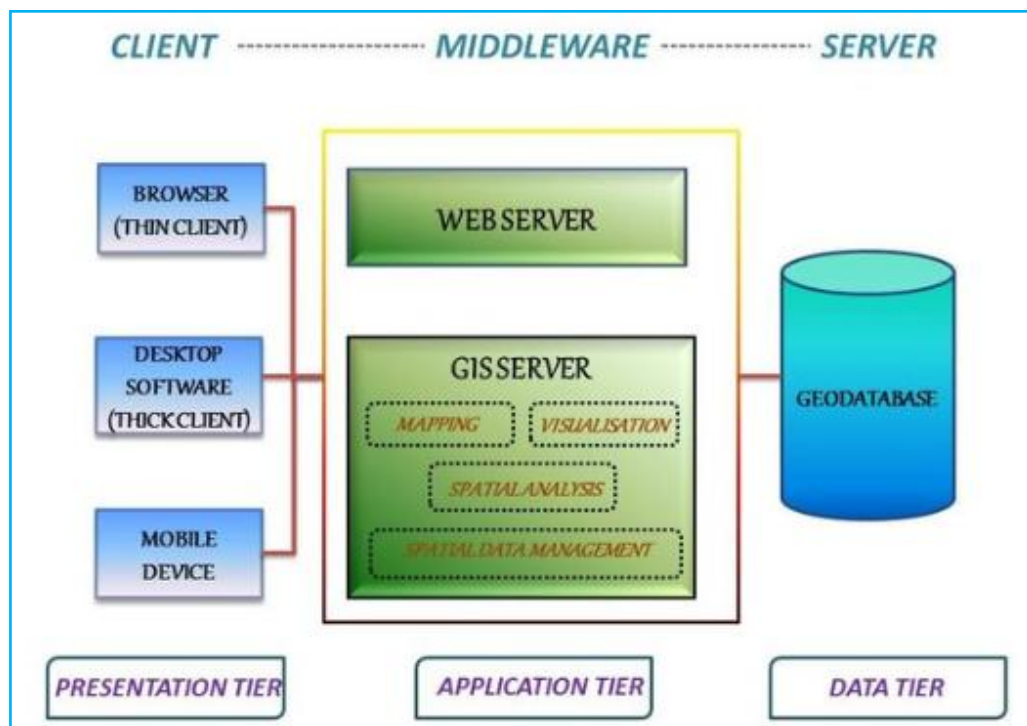 CLIENT MIDDLEWARE SERVER
BROWSER
(THIN CLIENT)
DESKTOP
SOFTWARE
(THICK CLIENT)
MOBILE
DEVICE
WEB SERVER
GIS SERVER
MAPPING VISUALISATION
SPATIAL ANALYSIS
SPATIAL DATA MANAGEMENT
GEODATABASE
PRESENTATION TIER APPLICATION TIER DATA TIER